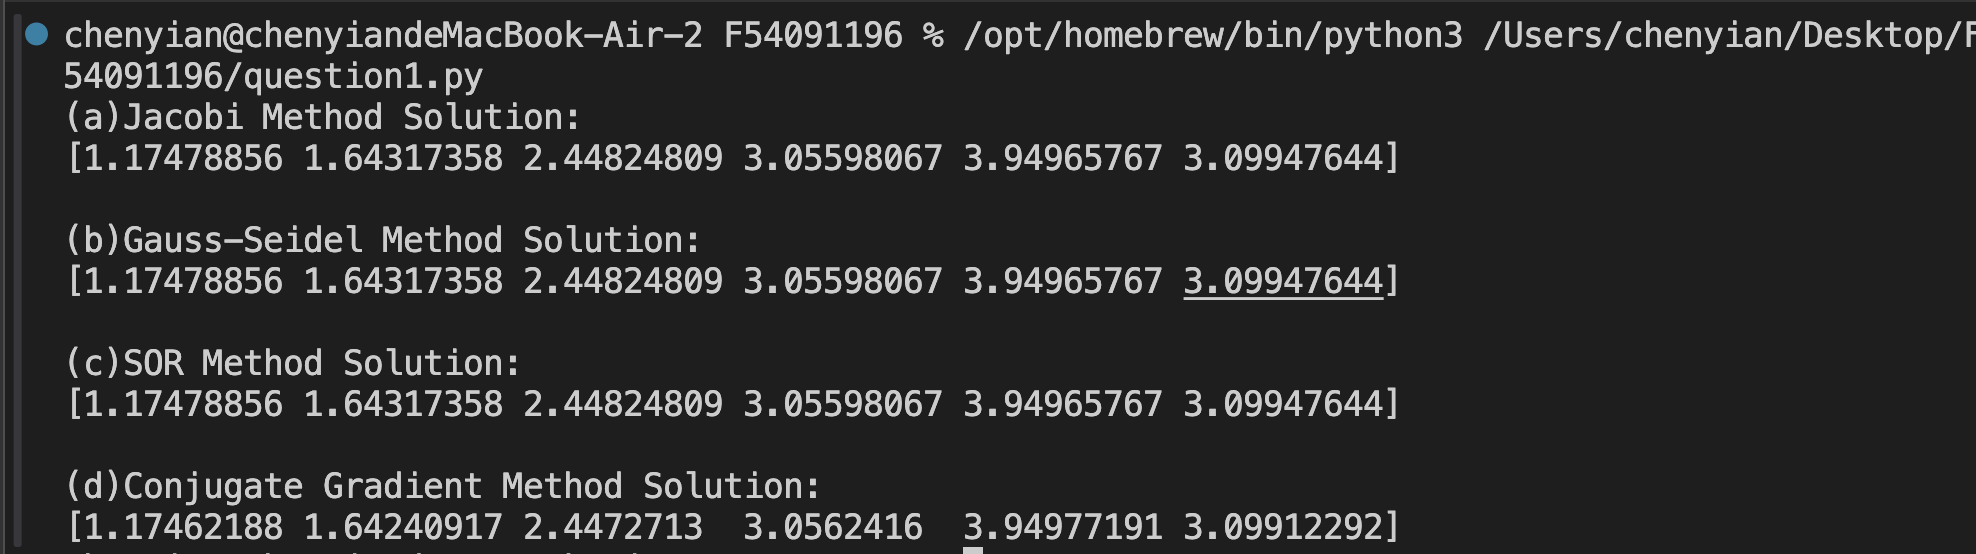 chenyian@chenyiandeMacBook-Air-2 F54091196 % /opt/homebrew/bin/python3 /Users/chenyian/Desktop/F
54091196/question1.py
(a)Jacobi Method Solution:
[1.17478856 1.64317358 2.44824809 3.05598067 3.94965767 3.09947644]
(b)Gauss-Seidel Method Solution:
[1.17478856 1.64317358 2.44824809 3.05598067 3.94965767 3.09947644]
(c)SOR Method Solution:
[1.17478856 1.64317358 2.44824809 3.05598067 3.94965767 3.09947644]
(d)Conjugate Gradient Method Solution:
[1.17462188 1.64240917 2.4472713  3.0562416  3.94977191 3.09912292]